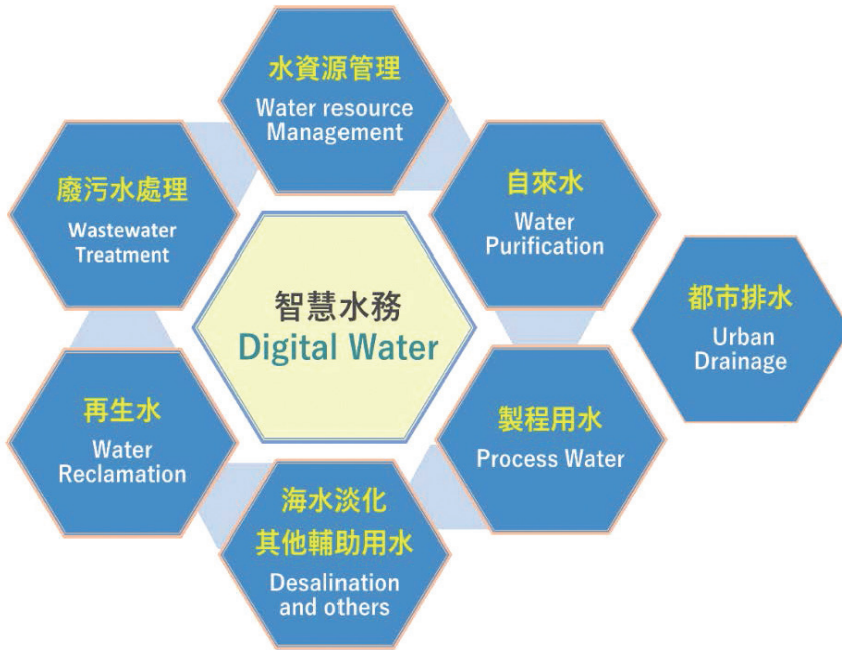 水資源管理
Water resource
Management
廢污水處理
Wastewater
Treatment
自來水
Water
Purification
智慧水務
Digital Water
都市排水
Urban
Drainage
再生水
Water
Reclamation
製程用水
Process Water
海水淡化
其他輔助用水
Desalination
and others